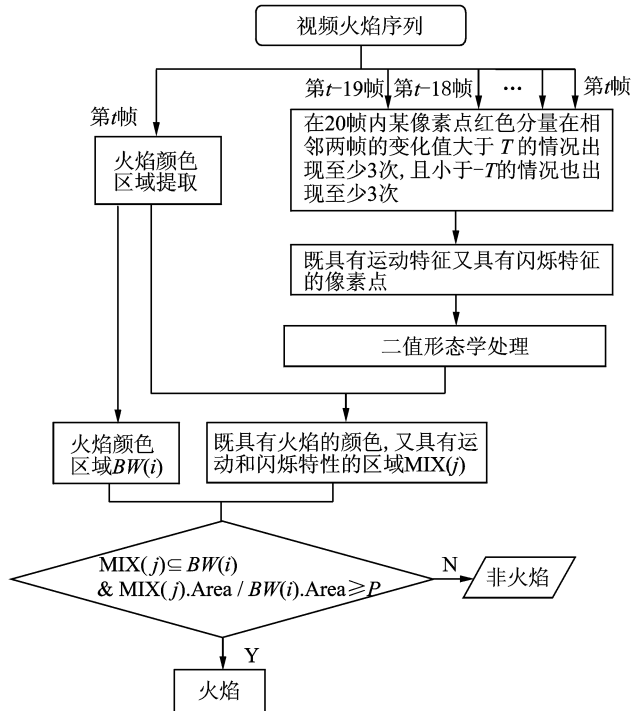 视频火焰序列
第t-19帧 第t-18帧 … 第t帧
第t帧
在20帧内某像素点红色分量在相
邻两帧的变化值大于 T 的情况出
现至少3次, 且小于-T的情况也出
现至少3次
火焰颜色
区域提取
既具有运动特征又具有闪烁特征
的像素点
二值形态学处理
火焰颜色
区域BW(i)
既具有火焰的颜色, 又具有运
动和闪烁特性的区域MIX(j)
MIX(j)⊆BW(i)
& MIX(j).Area / BW(i).Area≥P
N
非火焰
Y
火焰